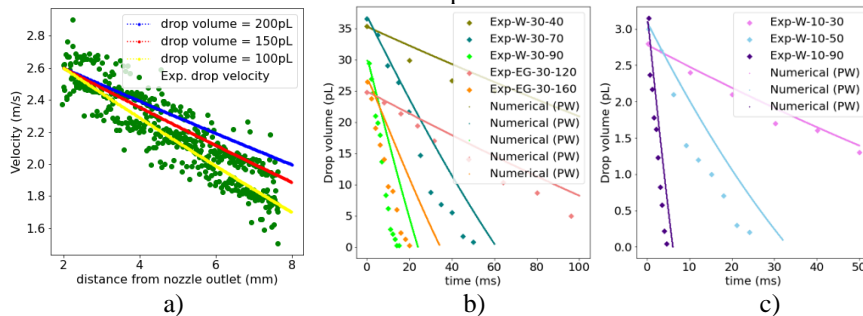 drop volume = 200pL
drop volume = 150pL
drop volume = 100pL
Exp. drop velocity
Velocity (m/s)
2.8
2.6
2.4
2.2
2.0
1.8
1.6
2 4 6 8
distance from nozzle outlet (mm)
a)
Exp-W-30-40
Exp-W-30-70
Exp-W-30-90
Exp-EG-30-120
Exp-EG-30-160
Numerical (PW)
Numerical (PW)
Numerical (PW)
Numerical (PW)
Numerical (PW)
Drop volume (pL)
35
30
25
20
15
10
5
0
0 20 40 60 80 100
time (ms)
b)
Exp-W-10-30
Exp-W-10-50
Exp-W-10-90
Numerical (PW)
Numerical (PW)
Numerical (PW)
Drop volume (pL)
3.0
2.5
2.0
1.5
1.0
0.5
0.0
0 10 20 30 40 50
time (ms)
c)